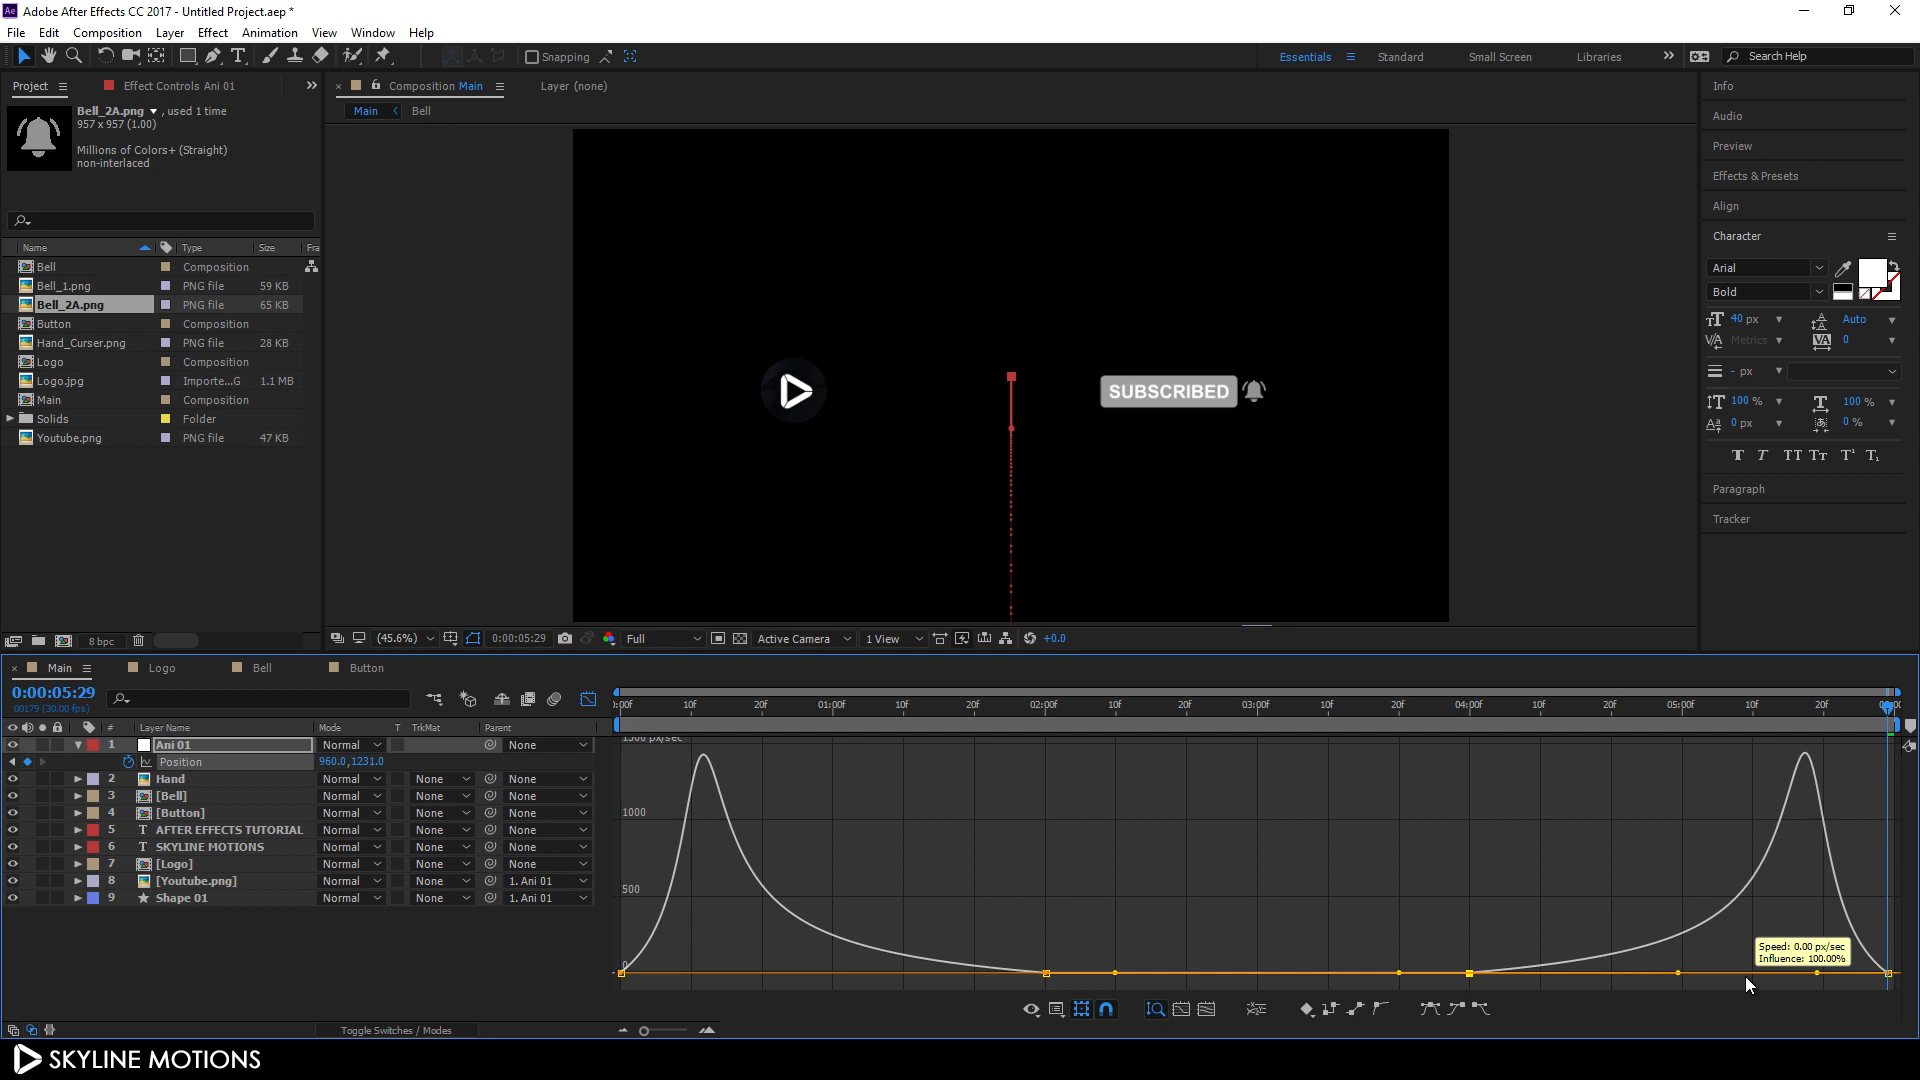 Adobe After Effects CC 2017 - Untitled Project.aep *
File Edit Composition Layer Effect Animation View Window Help
Snapping
Essentials Standard Small Screen Libraries Search Help
Project Effect Controls Ani 01
Composition Main Layer (none)
Main Bell
Bell_2A.png , used 1 time
957 x 957 (1.00)
Millions of Colors+ (Straight)
non-interlaced
Name Type Size Fra
Bell Composition
Bell_1.png PNG file 59 KB
Bell_2A.png PNG file 65 KB
Button Composition
Hand_Curser.png PNG file 28 KB
Logo Composition
Logo.jpg Importe...G 1.1 MB
Main Composition
Solids Folder
Youtube.png PNG file 47 KB
8 bpc
SUBSCRIBED
(45.6%) 0:00:05:29 Full Active Camera 1 View +0.0
Info
Audio
Preview
Effects & Presets
Align
Character
Arial
Bold
40 px Auto
Metrics 0
- px
100 % 100 %
0 px 0 %
Paragraph
Tracker
Main Logo Bell Button
0:00:05:29
00179 (30.00 fps)
# Layer Name Mode T TrkMat Parent
1 Ani 01 Normal None
Position 960.0,1231.0
2 Hand Normal None None
3 [Bell] Normal None None
4 [Button] Normal None None
5 AFTER EFFECTS TUTORIAL Normal None None
6 SKYLINE MOTIONS Normal None None
7 [Logo] Normal None None
8 [Youtube.png] Normal None 1. Ani 01
9 Shape 01 Normal None 1. Ani 01
Toggle Switches / Modes
:00f 10f 20f 01:00f 10f 20f 02:00f 10f 20f 03:00f 10f 20f 04:00f 10f 20f 05:00f 10f 20f
1500 px/sec
1000
500
0
Speed: 0.00 px/sec
Influence: 100.00%
SKYLINE MOTIONS